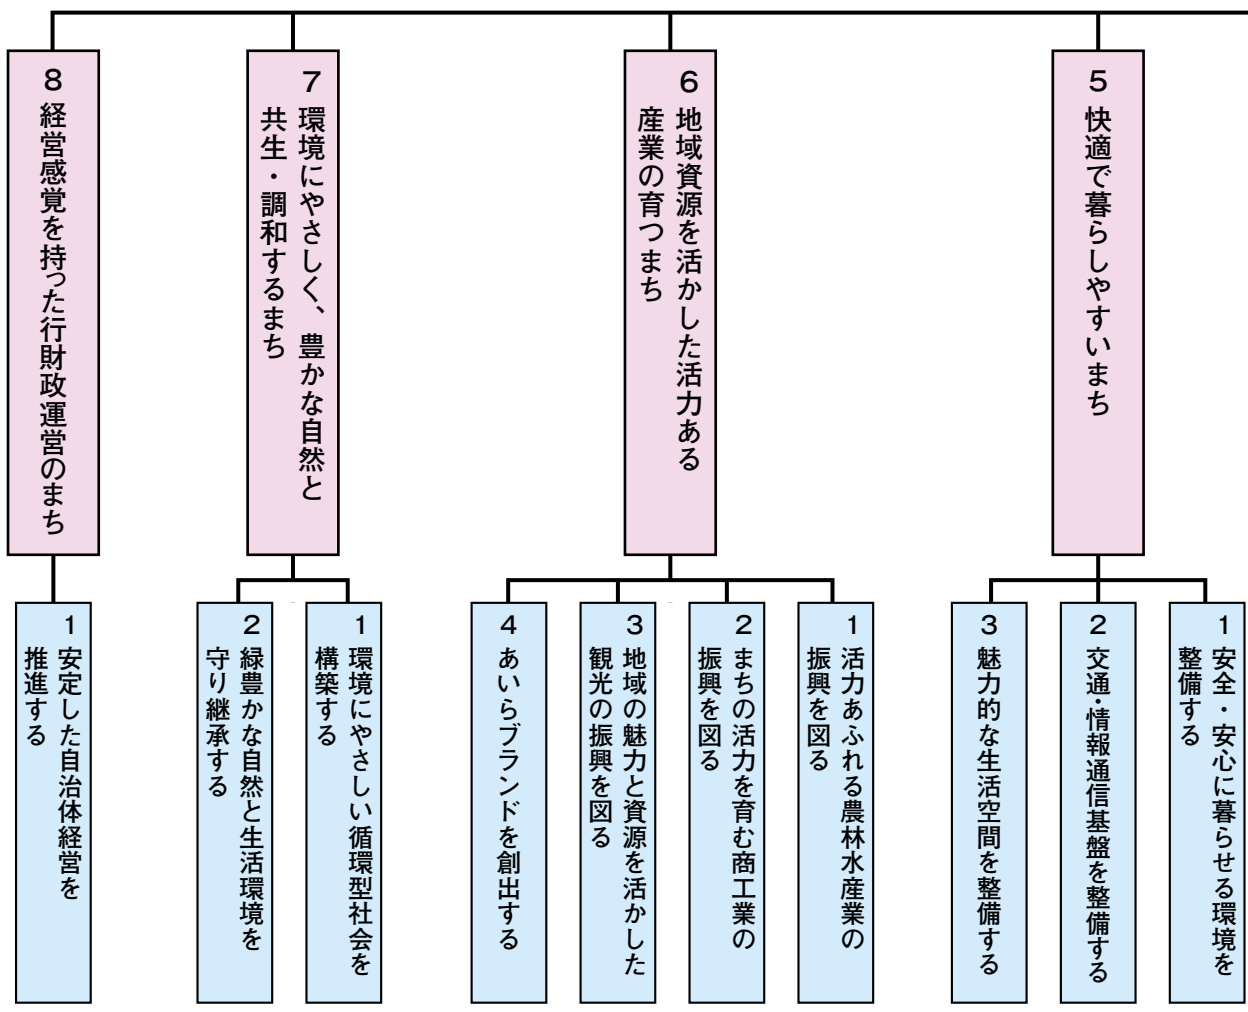 5 快適で暮らしやすいまち
6 地域資源を活かした活力ある
産業の育つまち
7 環境にやさしく、豊かな自然と
共生・調和するまち
8 経営感覚を持った行財政運営のまち
1 安全・安心に暮らせる環境を
整備する
2 交通・情報通信基盤を整備する
3 魅力的な生活空間を整備する
1 活力あふれる農林水産業の
振興を図る
2 まちの活力を育む商工業の
振興を図る
3 地域の魅力と資源を活かした
観光の振興を図る
4 あいらブランドを創出する
1 環境にやさしい循環型社会を
構築する
2 緑豊かな自然と生活環境を
守り継承する
1 安定した自治体経営を
推進する